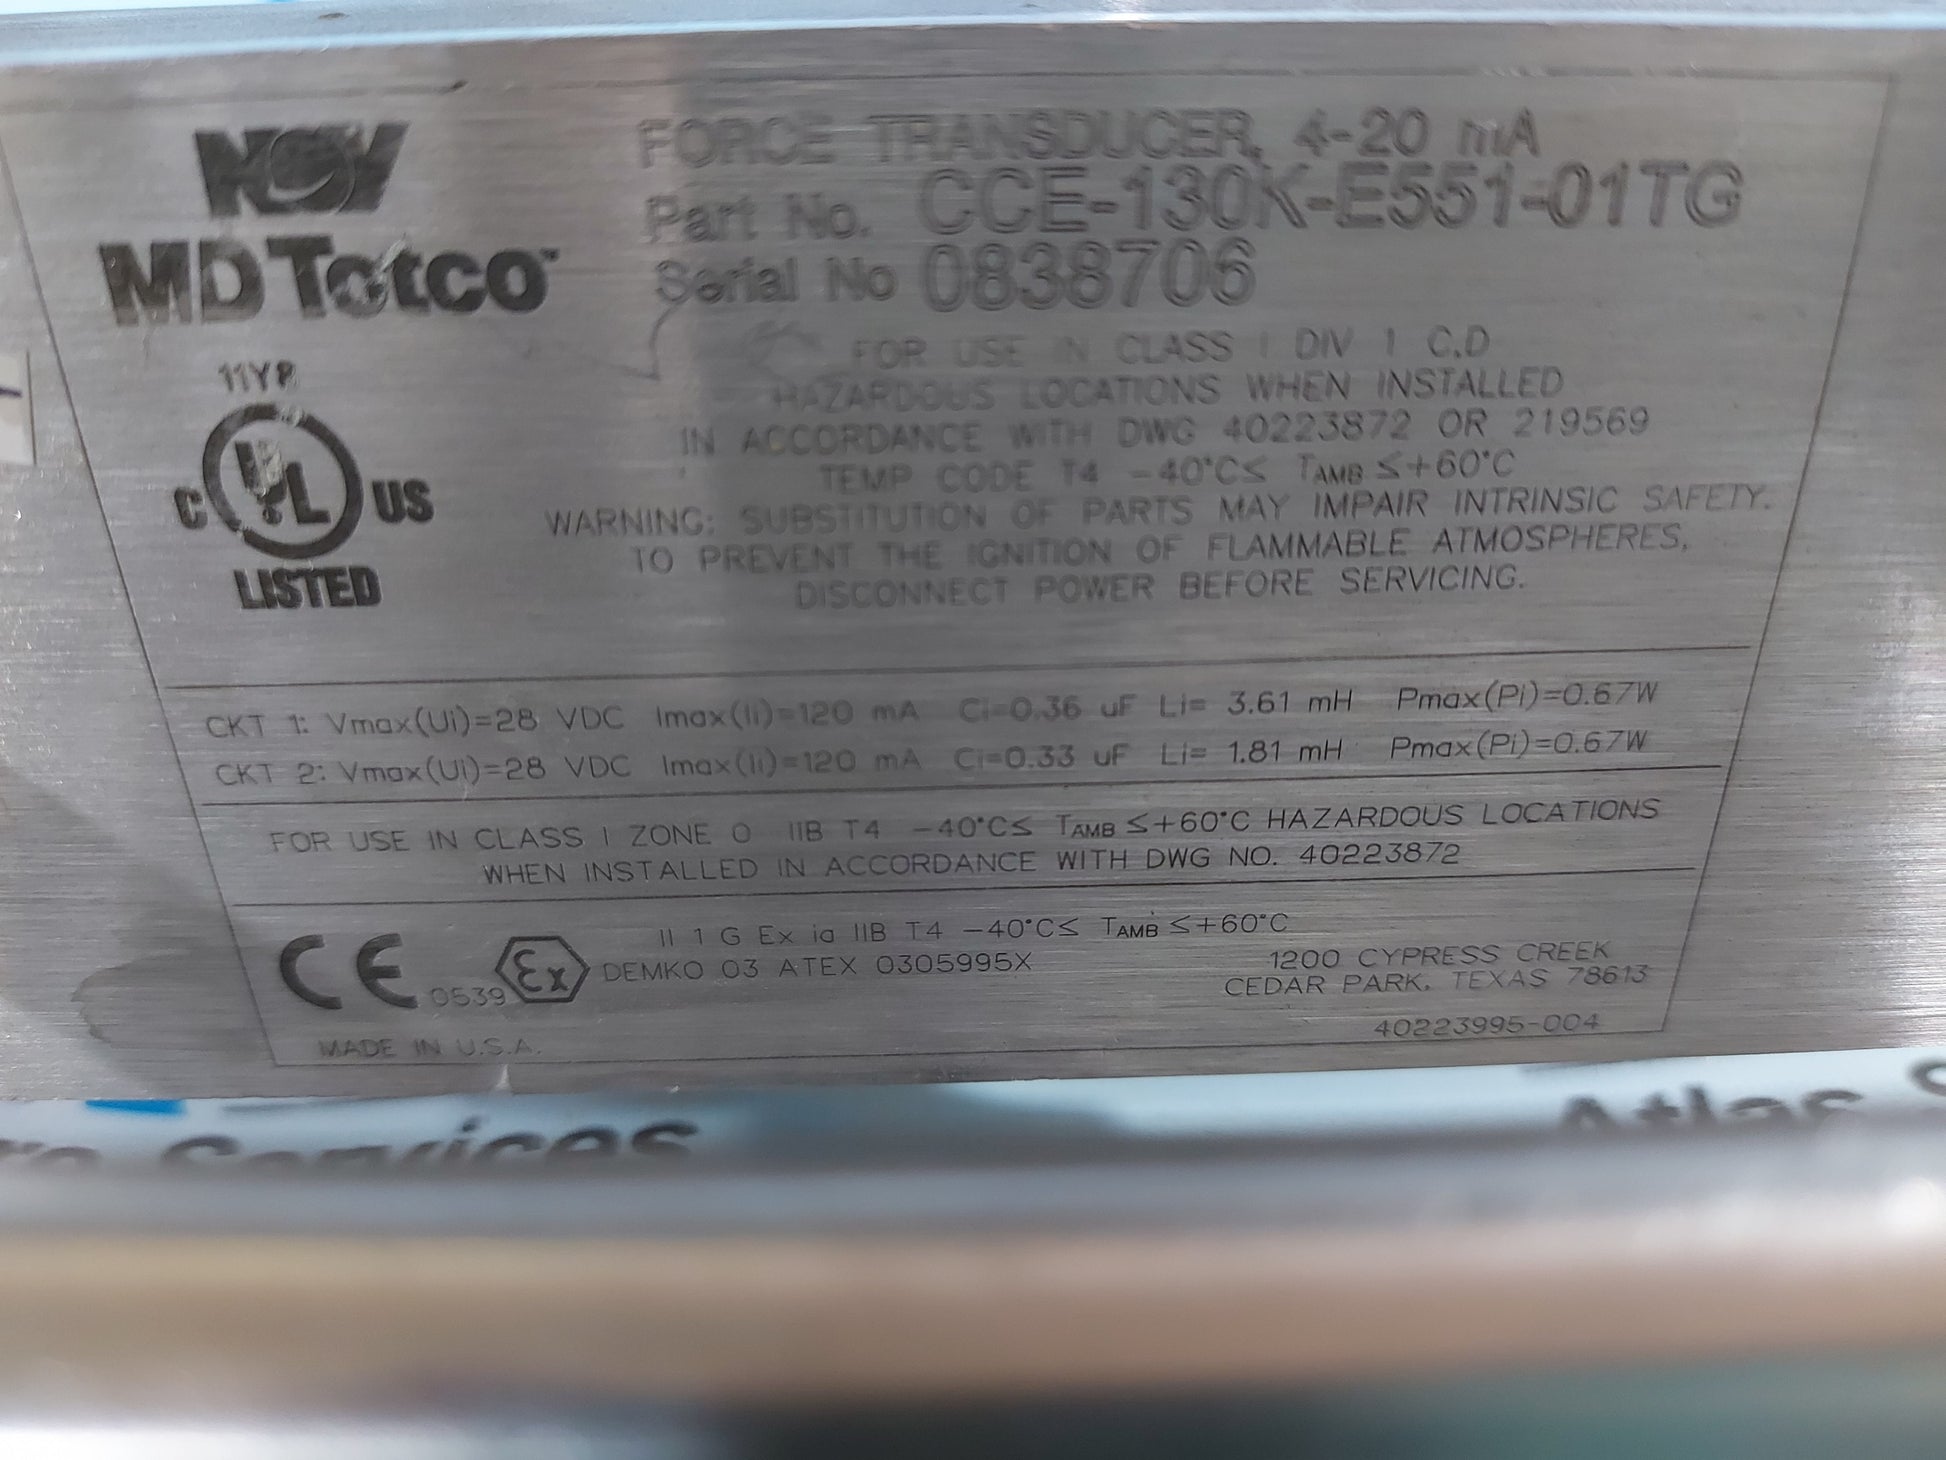 NOV
MD Totco™
11YP
C UL US
LISTED
FORCE TRANSDUCER, 4-20 mA
Part No. CCE-130K-E551-01TG
Serial No 0838706
FOR USE IN CLASS I DIV 1 C,D
HAZARDOUS LOCATIONS WHEN INSTALLED
IN ACCORDANCE WITH DWG 40223872 OR 219569
TEMP CODE T4 -40°C≤ TAMB ≤+60°C
WARNING: SUBSTITUTION OF PARTS MAY IMPAIR INTRINSIC SAFETY.
TO PREVENT THE IGNITION OF FLAMMABLE ATMOSPHERES,
DISCONNECT POWER BEFORE SERVICING.
CKT 1: Vmax(Ui)=28 VDC Imax(Ii)=120 mA Ci=0.36 uF Li= 3.61 mH Pmax(Pi)=0.67W
CKT 2: Vmax(Ui)=28 VDC Imax(Ii)=120 mA Ci=0.33 uF Li= 1.81 mH Pmax(Pi)=0.67W
FOR USE IN CLASS I ZONE 0 IIB T4 -40°C≤ TAMB ≤+60°C HAZARDOUS LOCATIONS
WHEN INSTALLED IN ACCORDANCE WITH DWG NO. 40223872
CE 0539 Ex
II 1 G Ex ia IIB T4 -40°C≤ TAMB ≤+60°C
DEMKO 03 ATEX 0305995X
1200 CYPRESS CREEK
CEDAR PARK, TEXAS 78613
40223995-004
MADE IN U.S.A.
Services
Atlas